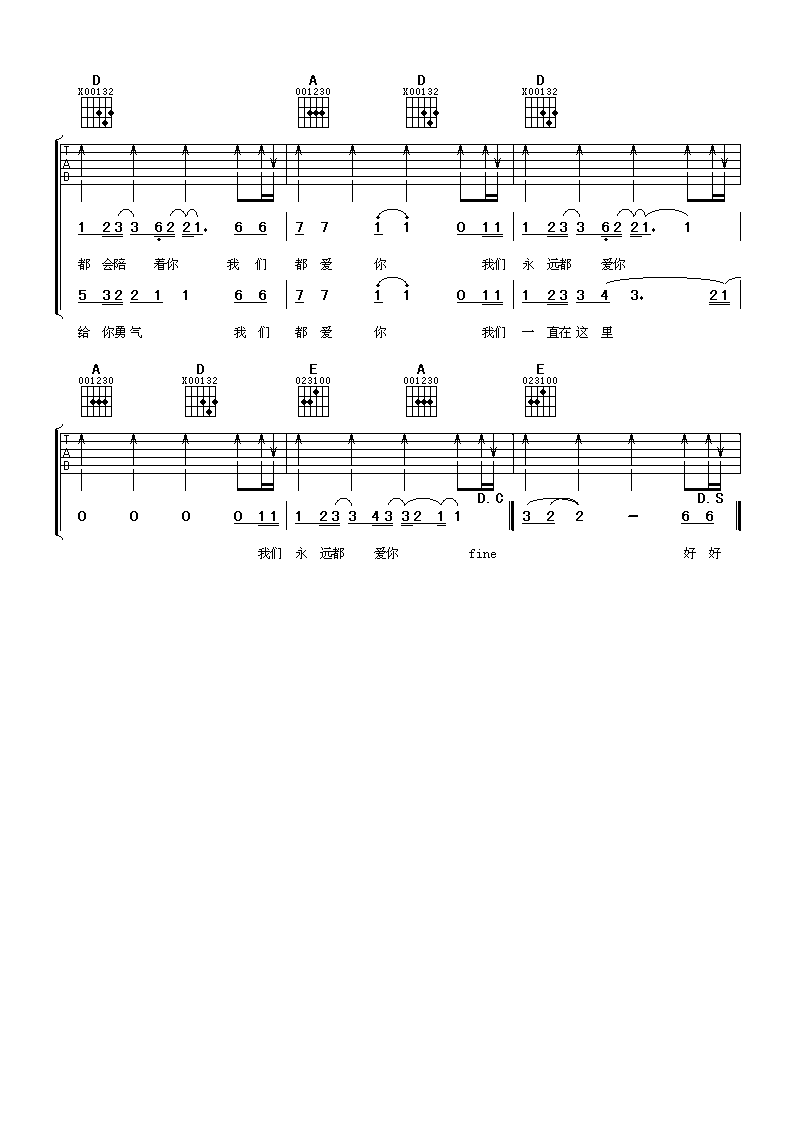 D A D D
X00132 001230 X00132 X00132
T
A
B
1 23 3 62 21. 6 6 7 7 1 1 0 11 1 23 3 62 21. 1
都 会陪 着你 我 们 都 爱 你 我们 永 远都 爱你
5 32 2 1 1 6 6 7 7 1 1 0 11 1 23 3 4 3. 21
给 你勇 气 我 们 都 爱 你 我们 一 直在 这 里
A D E A E
001230 X00132 023100 001230 023100
T
A
B
D.C D.S
0 0 0 0 11 1 23 3 43 32 1 1 3 2 2 – 6 6
我们 永 远都 爱你 fine 好 好